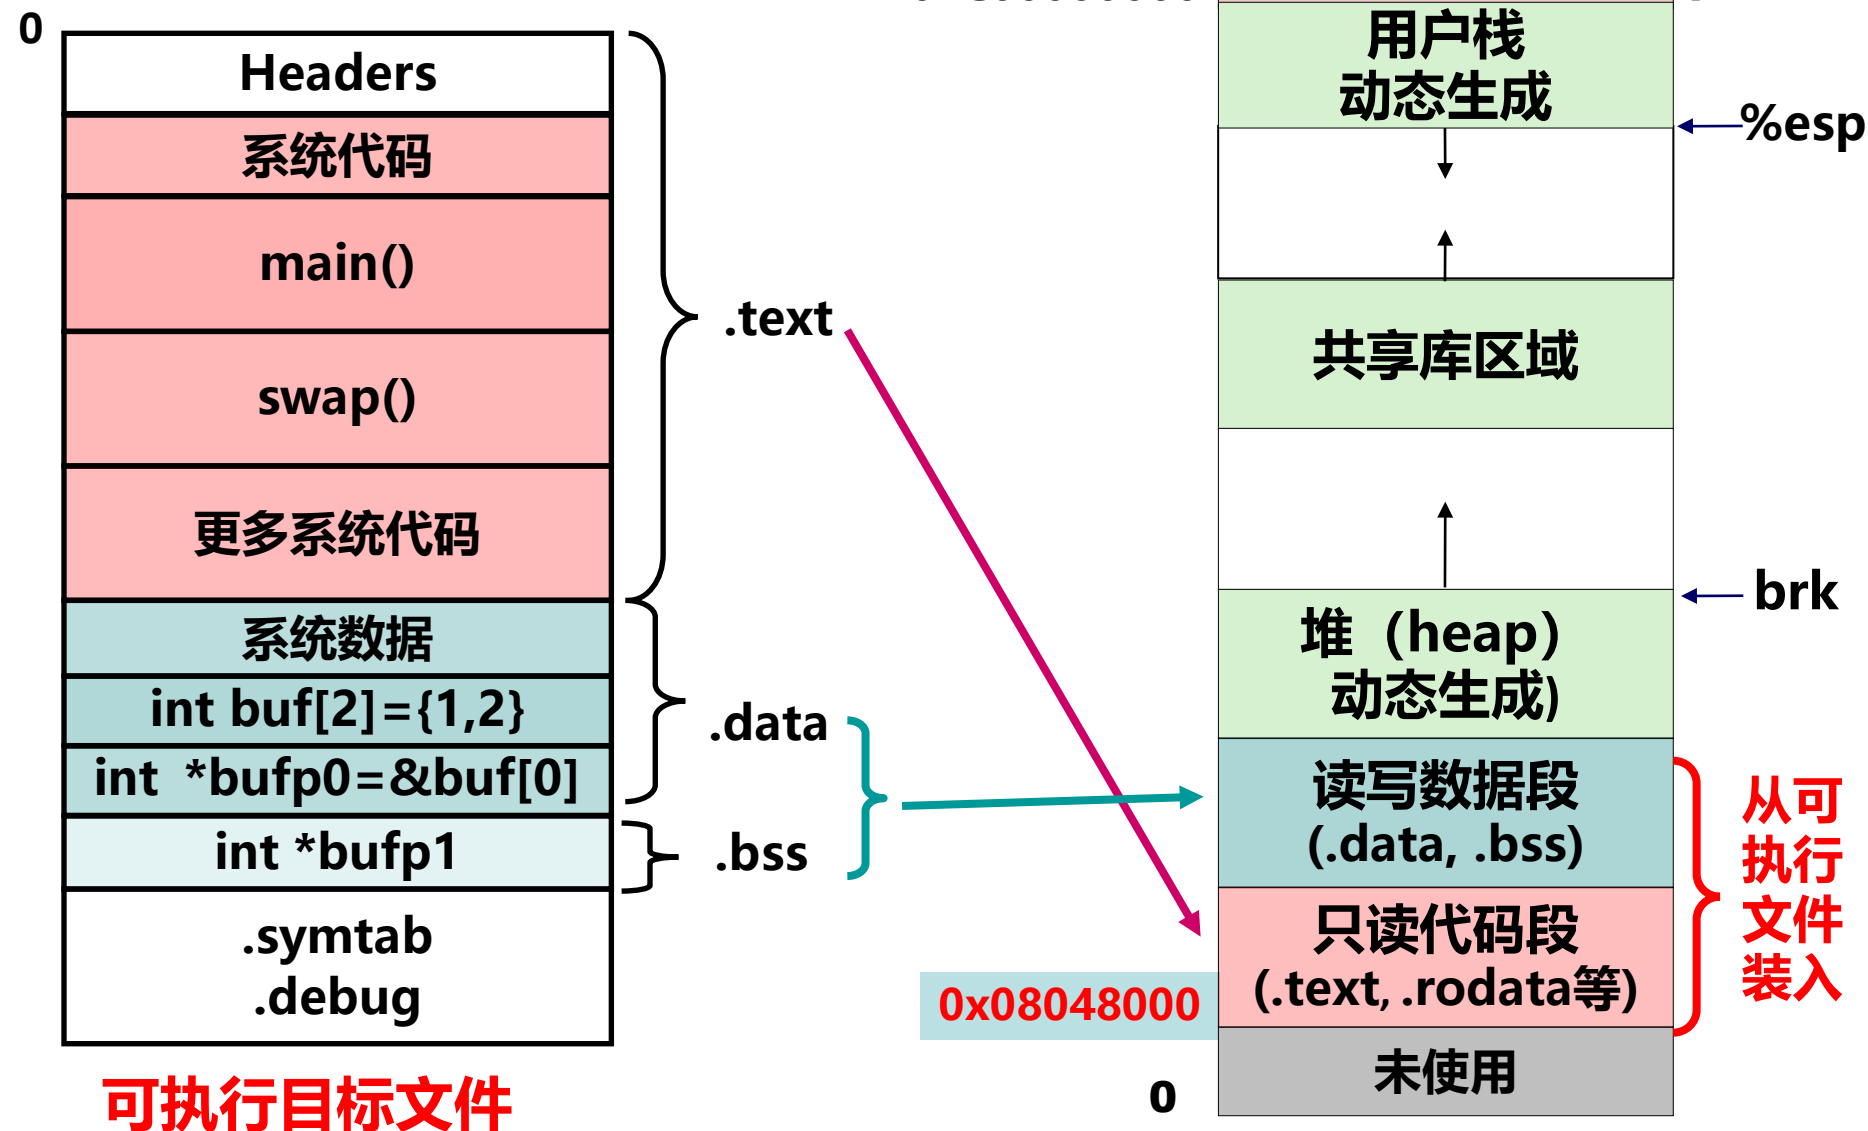 0
Headers
系统代码
main()
swap()
更多系统代码
系统数据
int buf[2]={1,2}
int *bufp0=&buf[0]
int *bufp1
.symtab
.debug
可执行目标文件
.text
.data
.bss
用户栈
动态生成
%esp
共享库区域
brk
堆（heap）
动态生成)
读写数据段
(.data, .bss)
只读代码段
(.text, .rodata等)
从可
执行
文件
装入
0x08048000
未使用
0